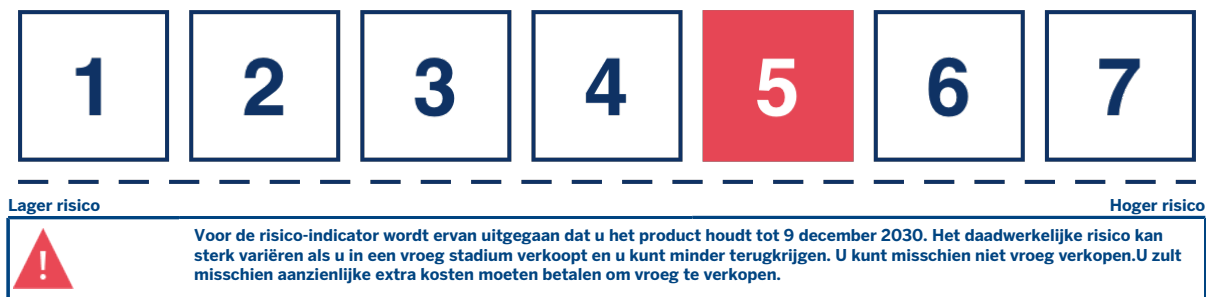 1 2 3 4 5 6 7
Lager risico Hoger risico
Voor de risico-indicator wordt ervan uitgegaan dat u het product houdt tot 9 december 2030. Het daadwerkelijke risico kan
sterk variëren als u in een vroeg stadium verkoopt en u kunt minder terugkrijgen. U kunt misschien niet vroeg verkopen.U zult
misschien aanzienlijke extra kosten moeten betalen om vroeg te verkopen.
!